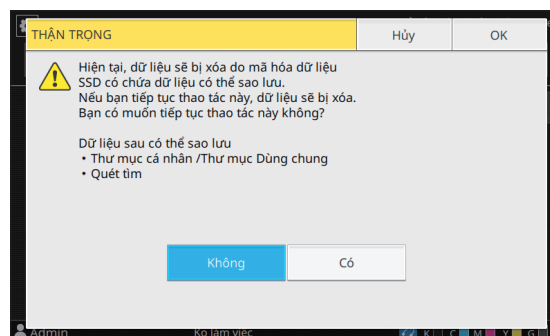 THẬN TRỌNG
Hủy
OK
Hiện tại, dữ liệu sẽ bị xóa do mã hóa dữ liệu
SSD có chứa dữ liệu có thể sao lưu.
Nếu bạn tiếp tục thao tác này, dữ liệu sẽ bị xóa.
Bạn có muốn tiếp tục thao tác này không?
Dữ liệu sau có thể sao lưu
・Thư mục cá nhân /Thư mục Dùng chung
・Quét tìm
Không
Có
Admin
Ko làm việc
K C M Y G